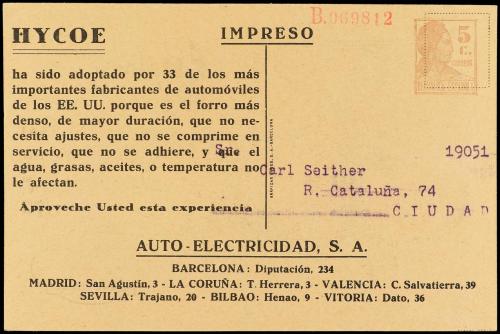 B.069812
HYCOE
IMPRESO
5
C.
ha sido adoptado por 33 de los más
importantes fabricantes de automóviles
de los EE. UU. porque es el forro más
denso, de mayor duración, que no ne-
cesita ajustes, que no se comprime en
servicio, que no se adhiere, y que el
agua, grasas, aceites, o temperatura no
le afectan.
Aproveche Usted esta experiencia
Sr. 19051
Carl Seither
R. Cataluña, 74
CIUDAD
AUTO-ELECTRICIDAD, S. A.
BARCELONA: Diputación, 234
MADRID: San Agustín, 3 - LA CORUÑA: T. Herrera, 3 - VALENCIA: C. Salvatierra, 39
SEVILLA: Trajano, 20 - BILBAO: Henao, 9 - VITORIA: Dato, 36